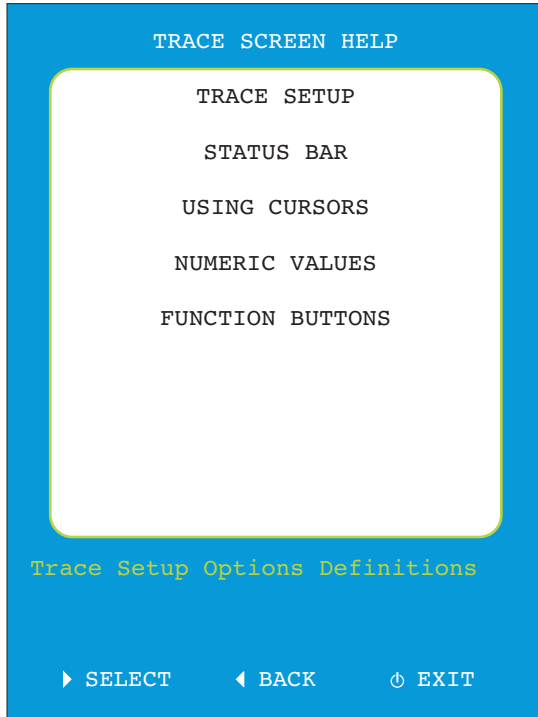 TRACE SCREEN HELP
TRACE SETUP
STATUS BAR
USING CURSORS
NUMERIC VALUES
FUNCTION BUTTONS
Trace Setup Options Definitions
SELECT BACK EXIT